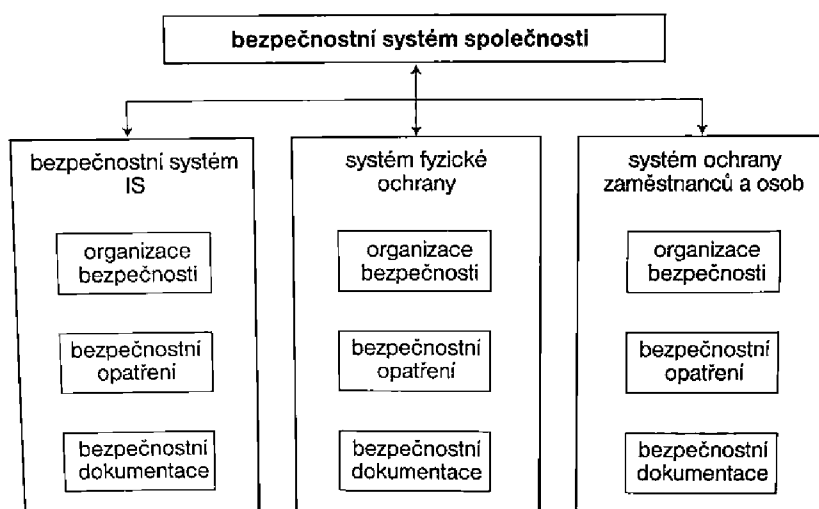 bezpečnostní systém společnosti
bezpečnostní systém
IS
organizace
bezpečnosti
bezpečnostní
opatření
bezpečnostní
dokumentace
systém fyzické
ochrany
organizace
bezpečnosti
bezpečnostní
opatření
bezpečnostní
dokumentace
systém ochrany
zaměstnanců a osob
organizace
bezpečnosti
bezpečnostní
opatření
bezpečnostní
dokumentace